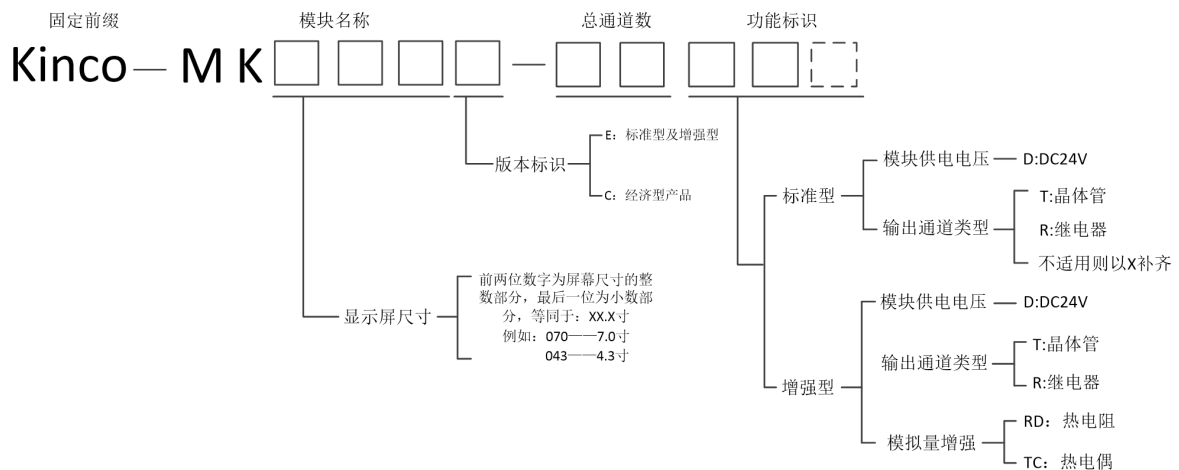 固定前缀 模块名称 总通道数 功能标识
Kinco—MK —
E：标准型及增强型
版本标识
C：经济型产品
模块供电电压 D:DC24V
标准型
T:晶体管
输出通道类型 R:继电器
不适用则以X补齐
前两位数字为屏幕尺寸的整
数部分，最后一位为小数部
分，等同于：XX.X寸
显示屏尺寸
例如：070——7.0寸
043——4.3寸
模块供电电压 D:DC24V
T:晶体管
输出通道类型
R:继电器
增强型
RD：热电阻
模拟量增强
TC：热电偶